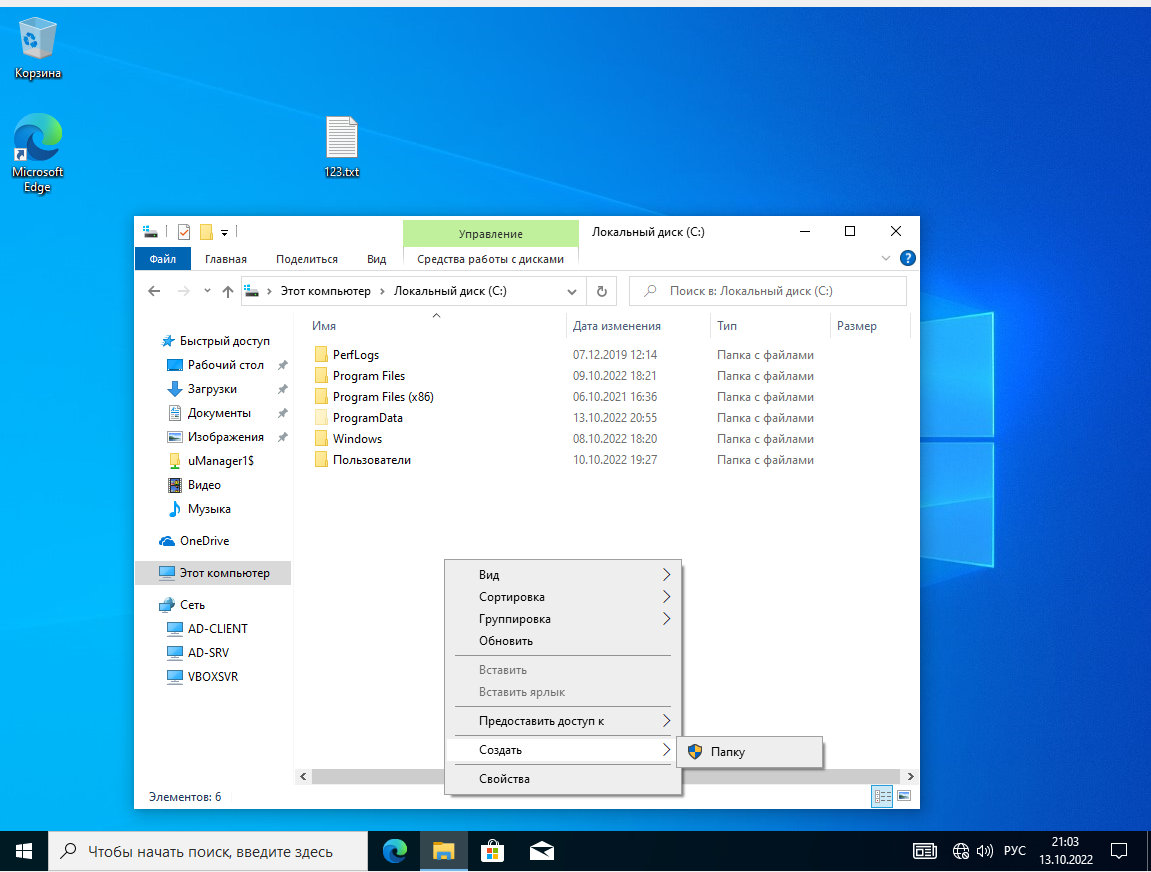 Корзина
Microsoft
Edge
123.txt
Управление
Локальный диск (C:)
Файл
Главная
Поделиться
Вид
Средства работы с дисками
Этот компьютер
Локальный диск (C:)
Поиск в: Локальный диск (C:)
Имя
Дата изменения
Тип
Размер
Быстрый доступ
Рабочий стол
Загрузки
Документы
Изображения
uManager1$
Видео
Музыка
OneDrive
Этот компьютер
Сеть
AD-CLIENT
AD-SRV
VBOXSVR
PerfLogs 07.12.2019 12:14 Папка с файлами
Program Files 09.10.2022 18:21 Папка с файлами
Program Files (x86) 06.10.2021 16:36 Папка с файлами
ProgramData 13.10.2022 20:55 Папка с файлами
Windows 08.10.2022 18:20 Папка с файлами
Пользователи 10.10.2022 19:27 Папка с файлами
Вид
Сортировка
Группировка
Обновить
Вставить
Вставить ярлык
Предоставить доступ к
Создать
Папку
Свойства
Элементов: 6
Чтобы начать поиск, введите здесь
РУС
21:03
13.10.2022